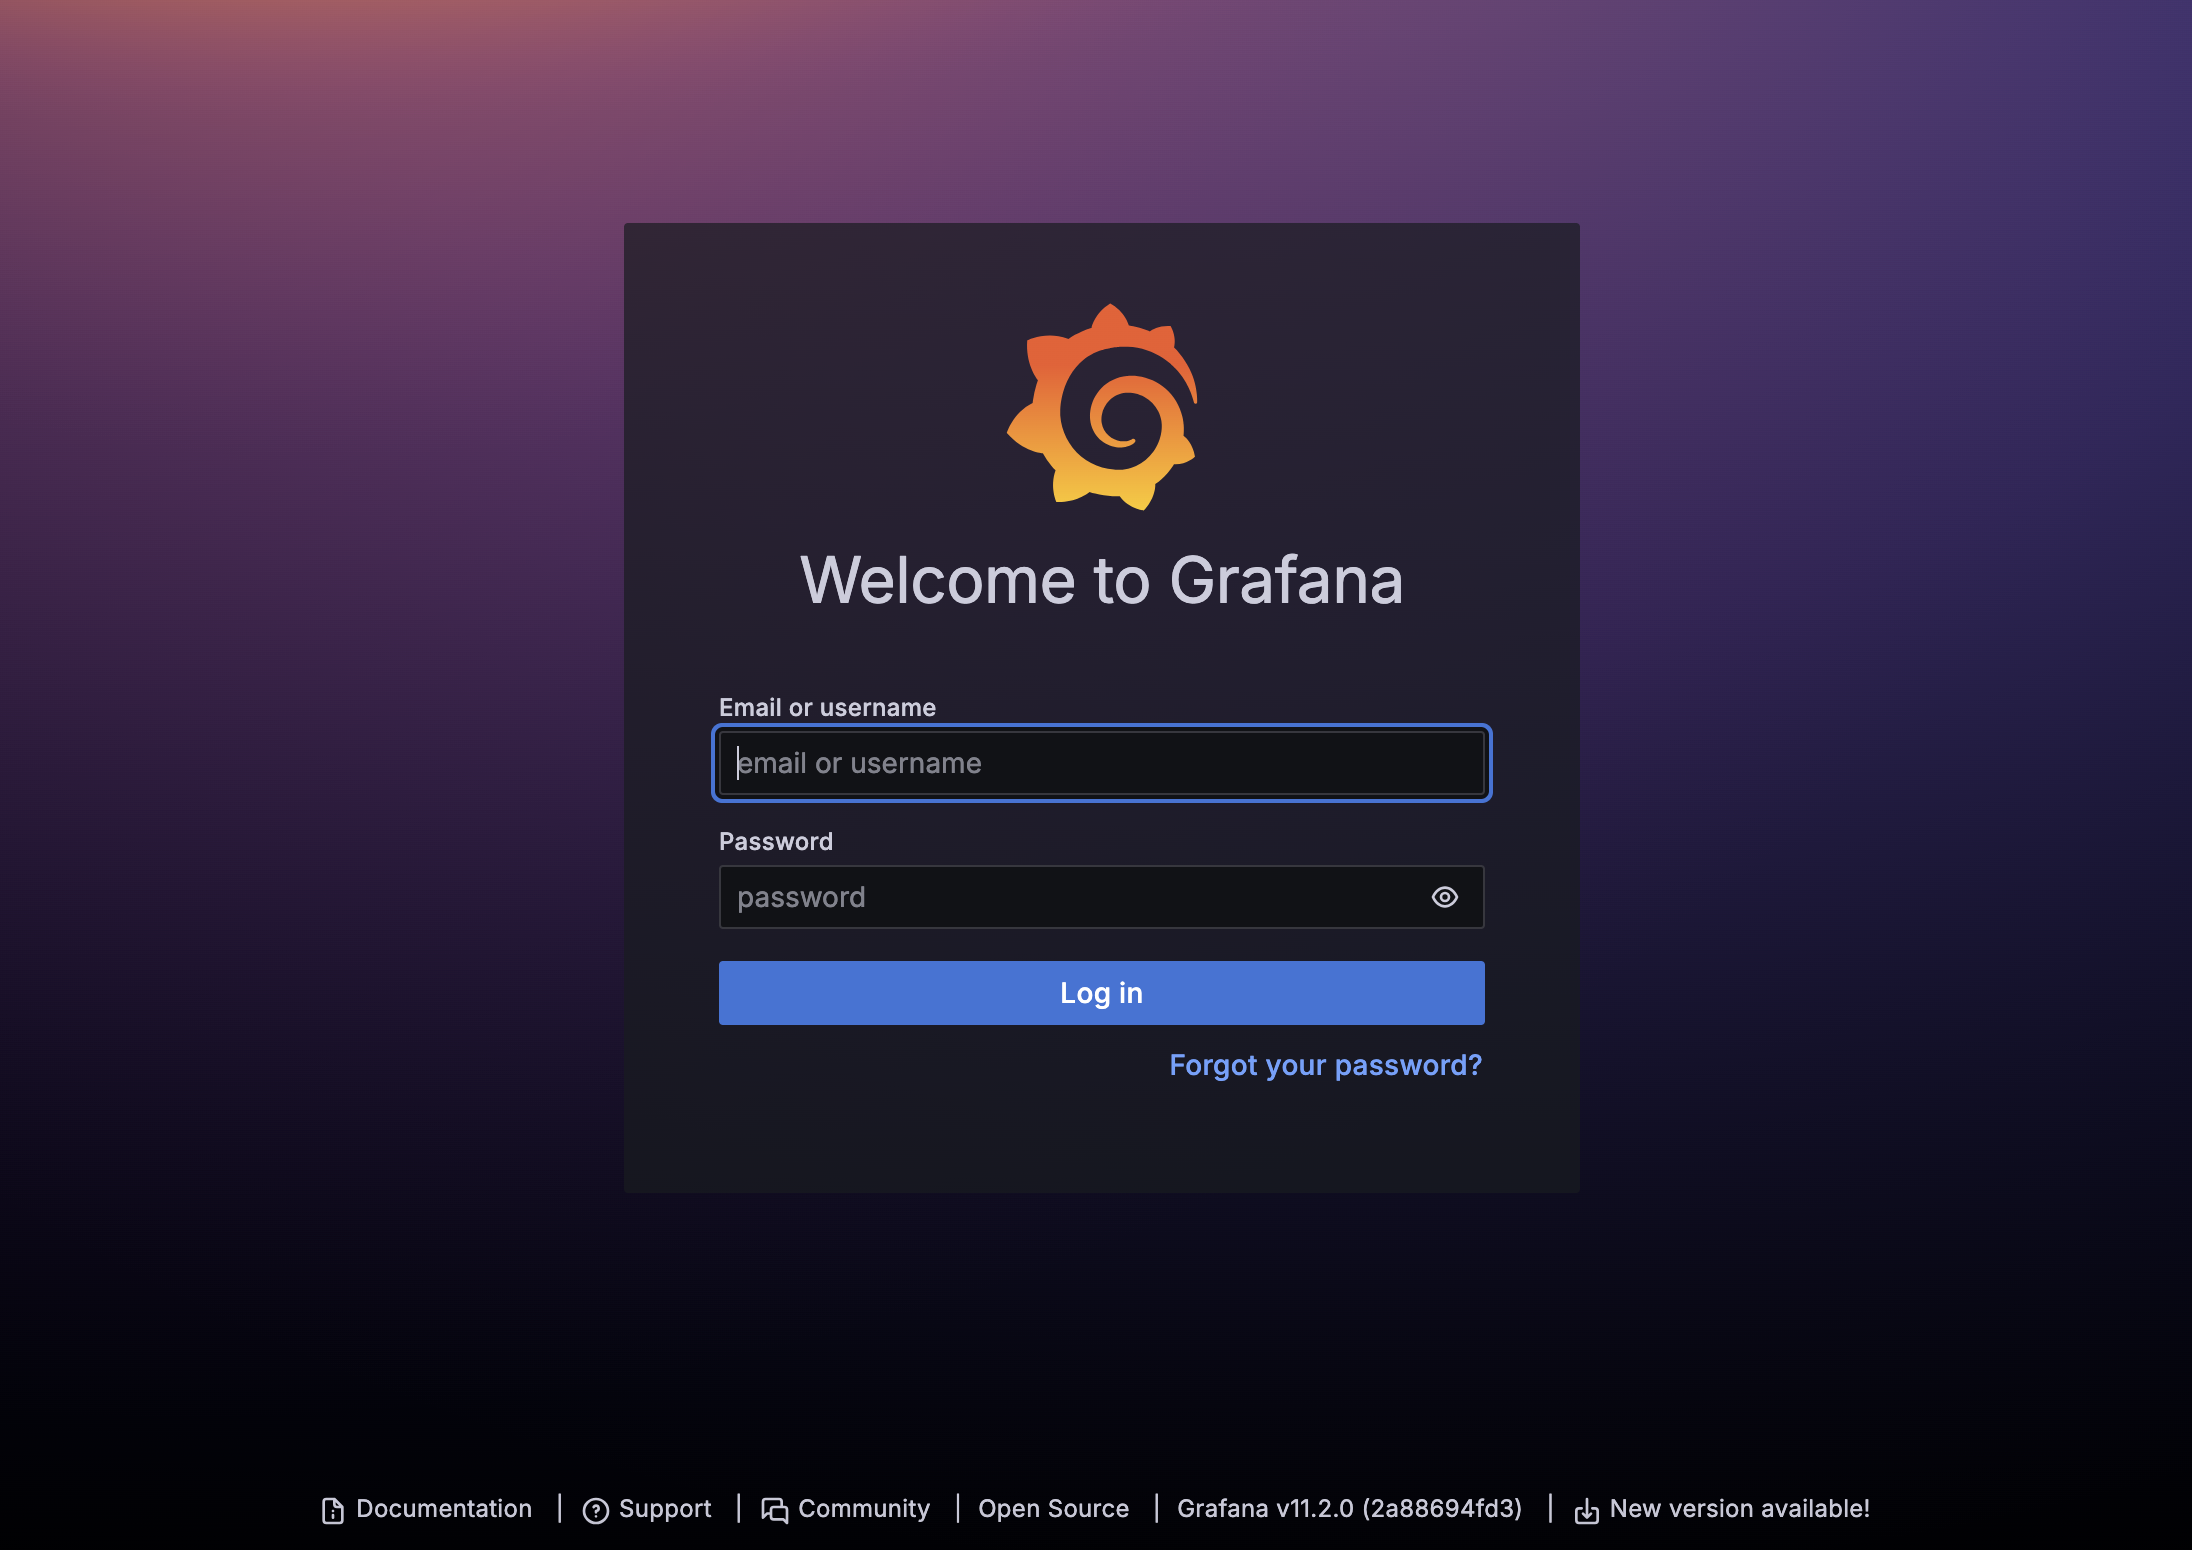 Welcome to Grafana
Email or username
email or username
Password
password
Log in
Forgot your password?
Documentation | Support | Community | Open Source | Grafana v11.2.0 (2a88694fd3) | New version available!